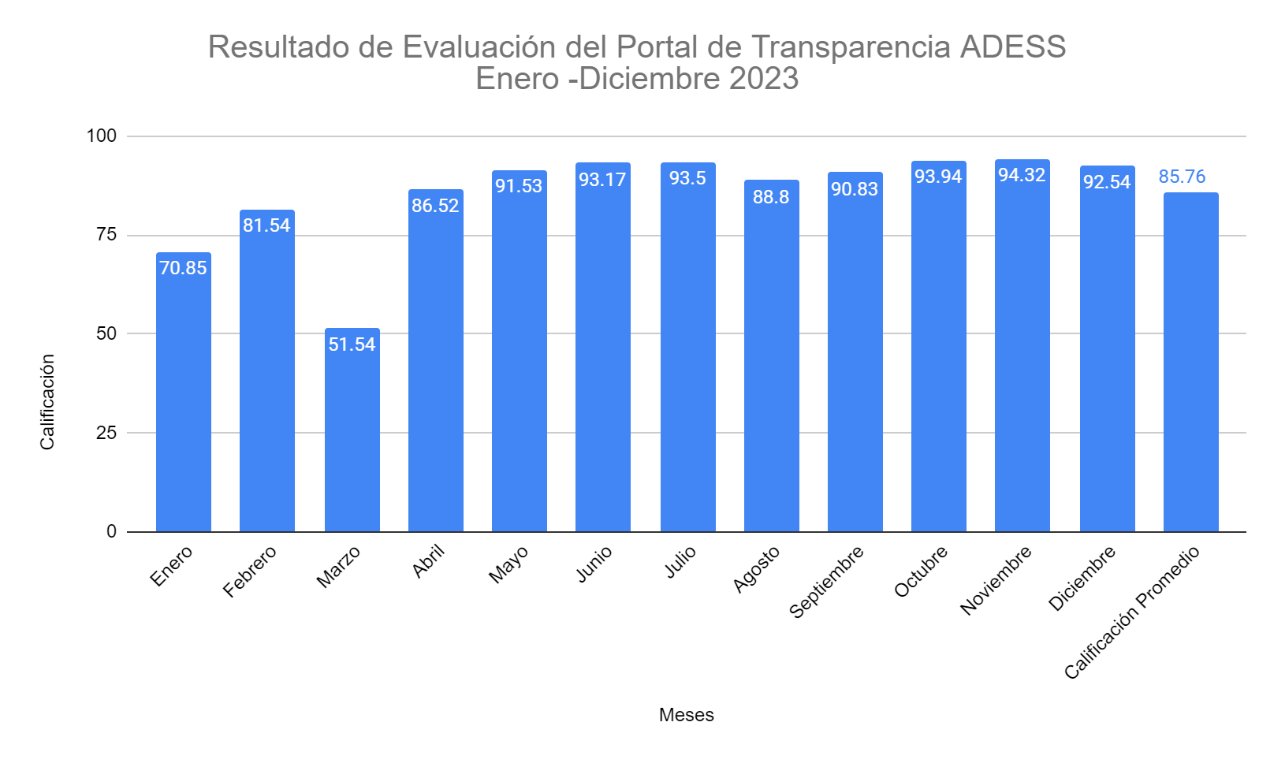 Resultado de Evaluación del Portal de Transparencia ADESS
Enero -Diciembre 2023
100
75
50
25
0
Calificación
70.85
81.54
51.54
86.52
91.53
93.17
93.5
88.8
90.83
93.94
94.32
92.54
85.76
Enero
Febrero
Marzo
Abril
Mayo
Junio
Julio
Agosto
Septiembre
Octubre
Noviembre
Diciembre
Calificación Promedio
Meses